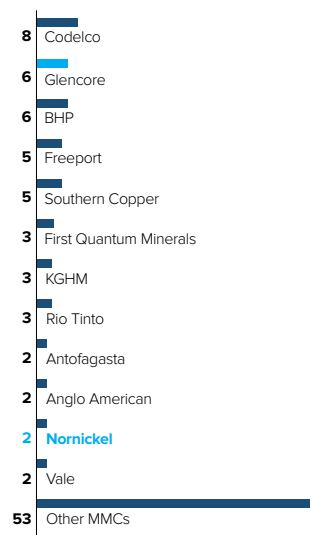 8 Codelco
6 Glencore
6 BHP
5 Freeport
5 Southern Copper
3 First Quantum Minerals
3 KGHM
3 Rio Tinto
2 Antofagasta
2 Anglo American
2 Nornickel
2 Vale
53 Other MMCs